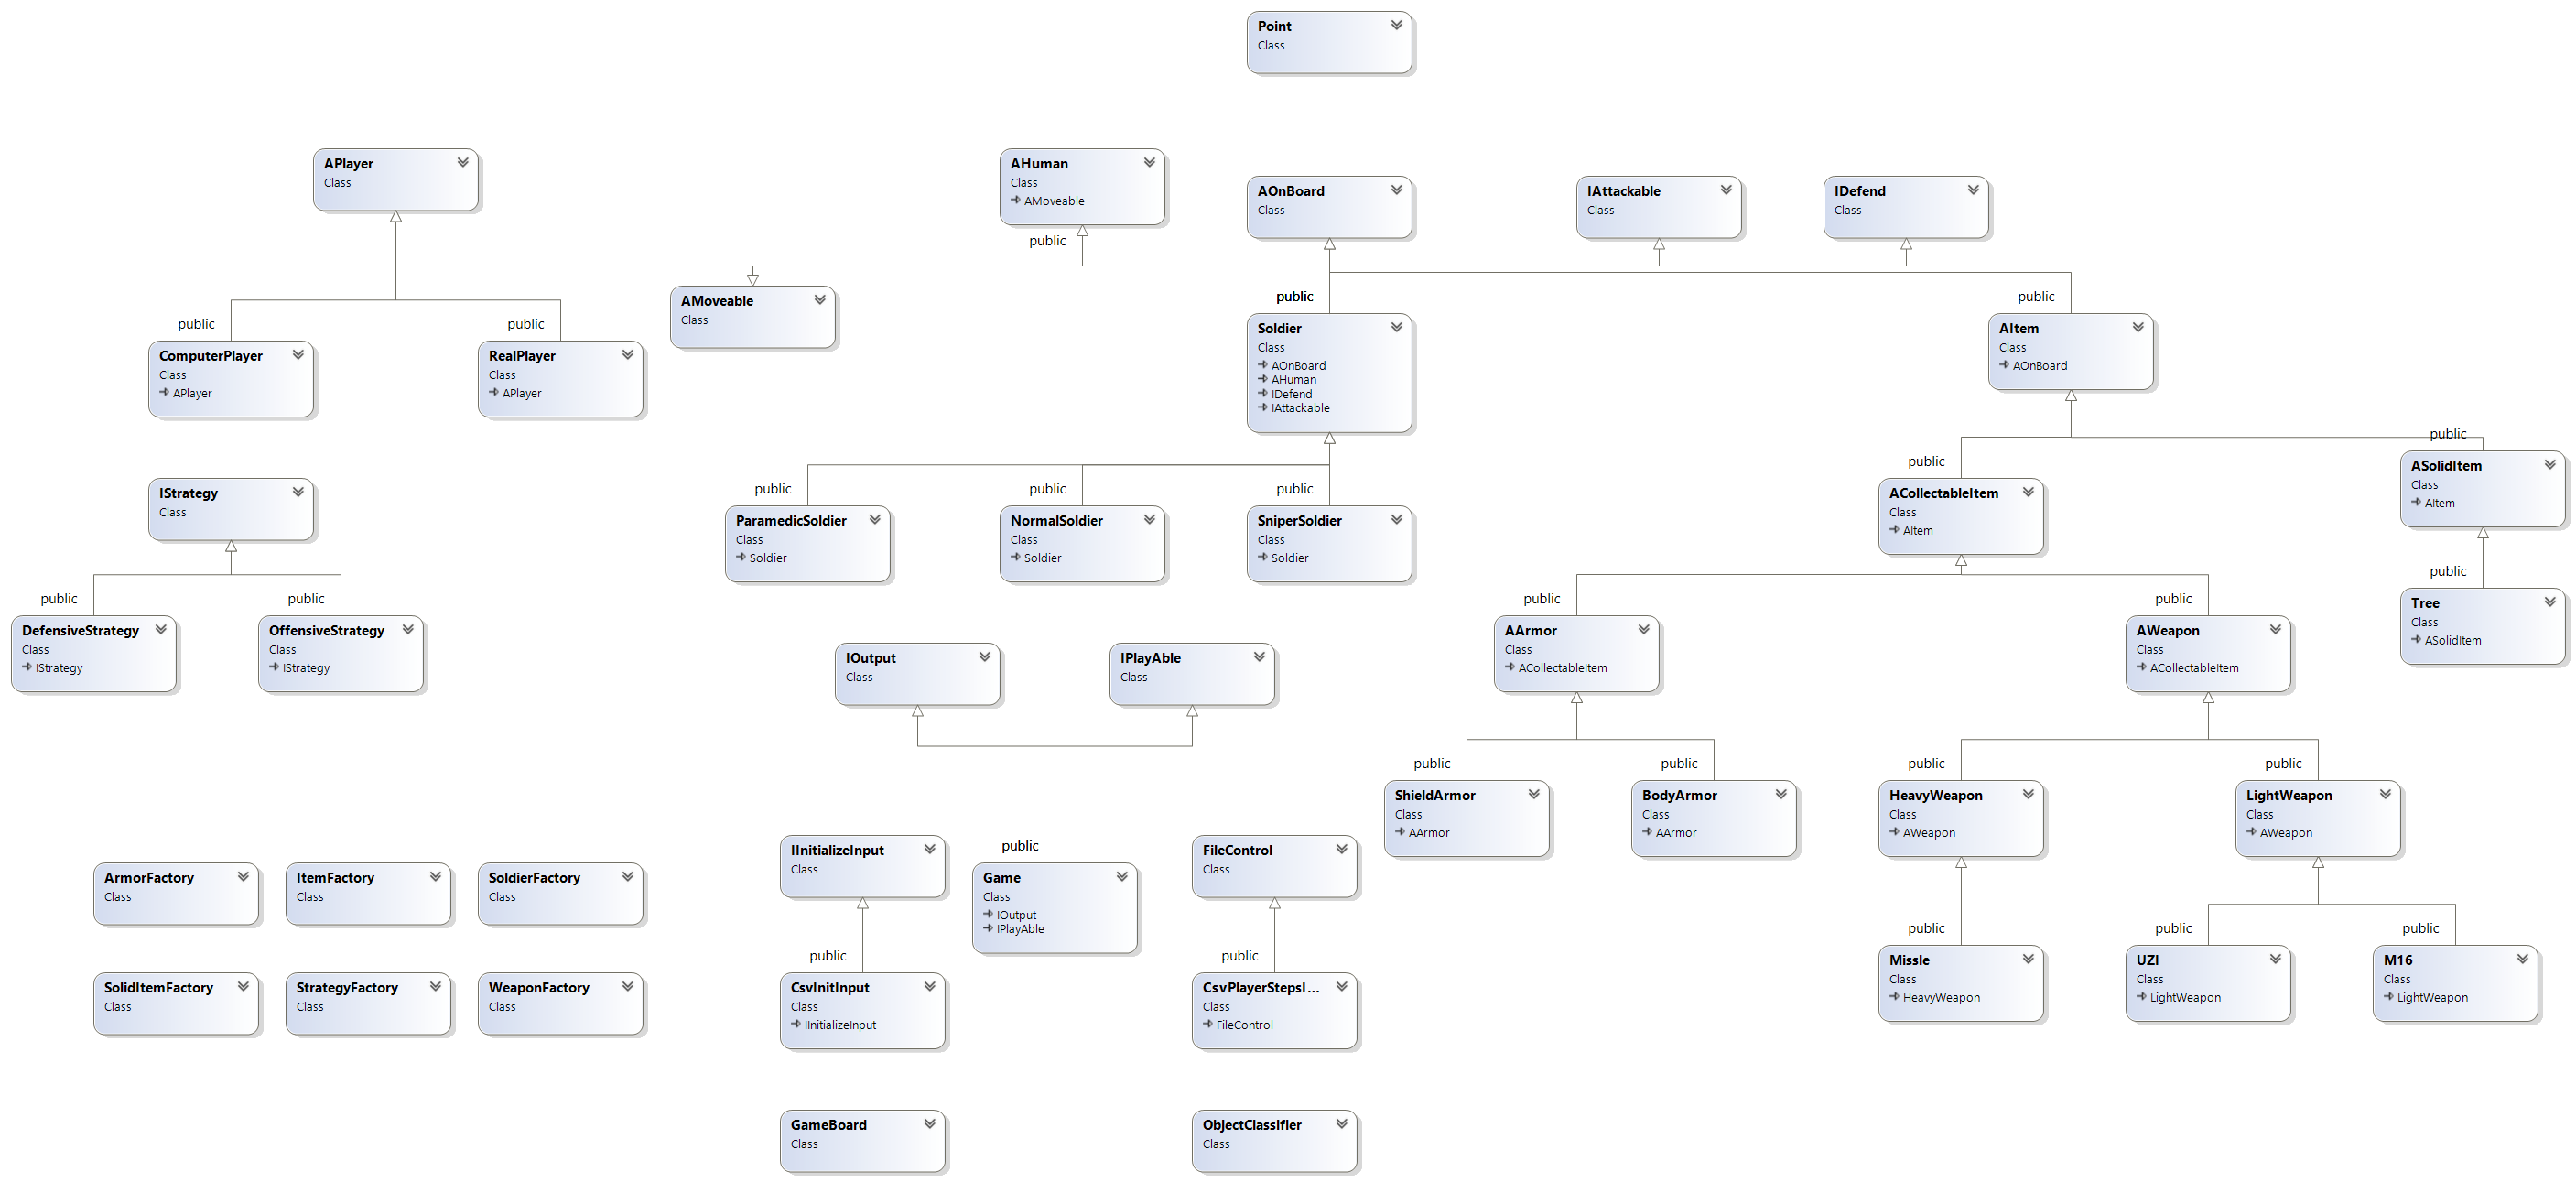 Point
Class
APlayer
Class
AHuman
Class
AMoveable
AOnBoard
Class
IAttackable
Class
IDefend
Class
public
AMoveable
Class
public
public
public
public
ComputerPlayer
Class
APlayer
RealPlayer
Class
APlayer
Soldier
Class
AOnBoard
AHuman
IDefend
IAttackable
AItem
Class
AOnBoard
public
public
public
public
public
IStrategy
Class
ParamedicSoldier
Class
Soldier
NormalSoldier
Class
Soldier
SniperSoldier
Class
Soldier
ACollectableItem
Class
AItem
ASolidItem
Class
AItem
public
public
public
public
public
DefensiveStrategy
Class
IStrategy
OffensiveStrategy
Class
IStrategy
IOutput
Class
IPlayAble
Class
AArmor
Class
ACollectableItem
AWeapon
Class
ACollectableItem
Tree
Class
ASolidItem
public
public
public
public
public
ShieldArmor
Class
AArmor
BodyArmor
Class
AArmor
HeavyWeapon
Class
AWeapon
LightWeapon
Class
AWeapon
ArmorFactory
Class
ItemFactory
Class
SoldierFactory
Class
IInitializeInput
Class
Game
Class
IOutput
IPlayAble
FileControl
Class
public
public
public
public
public
SolidItemFactory
Class
StrategyFactory
Class
WeaponFactory
Class
CsvInitInput
Class
IInitializeInput
CsvPlayerStepsI...
Class
FileControl
Missle
Class
HeavyWeapon
UZI
Class
LightWeapon
M16
Class
LightWeapon
GameBoard
Class
ObjectClassifier
Class